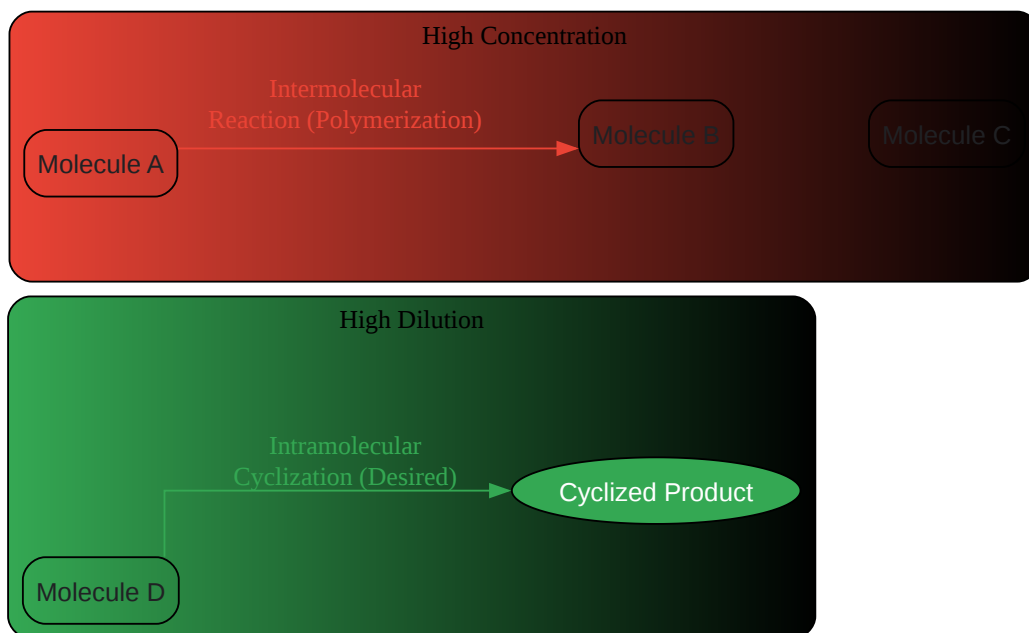 High Concentration
Intermolecular
Reaction (Polymerization)
Molecule A
Molecule B
Molecule C
High Dilution
Intramolecular
Cyclization (Desired)
Cyclized Product
Molecule D